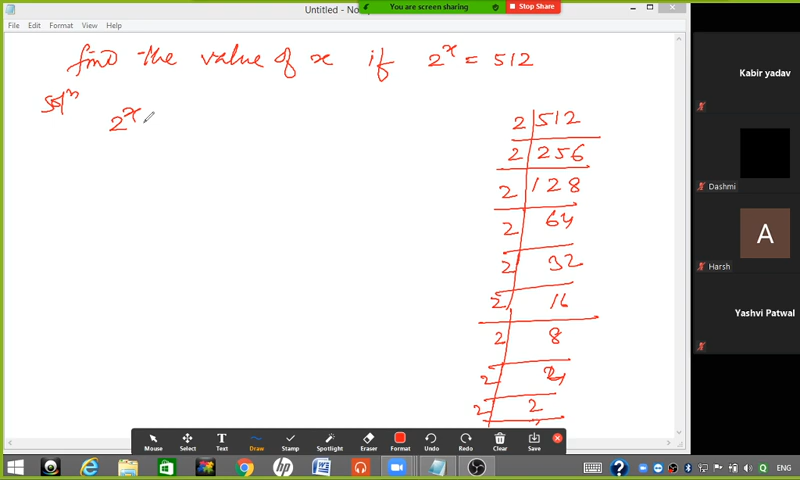 Untitled - No
You are screen sharing
Stop Share
File Edit Format View Help
find the value of x if 2^x = 512
Solⁿ
2^x
2 | 512
2 | 256
2 | 128
2 | 64
2 | 32
2 | 16
2 | 8
2 | 4
2 | 2
Kabir yadav
Dashmi
A
Harsh
Yashvi Patwal
Mouse Select Text Draw Stamp Spotlight Eraser Format Undo Redo Clear Save